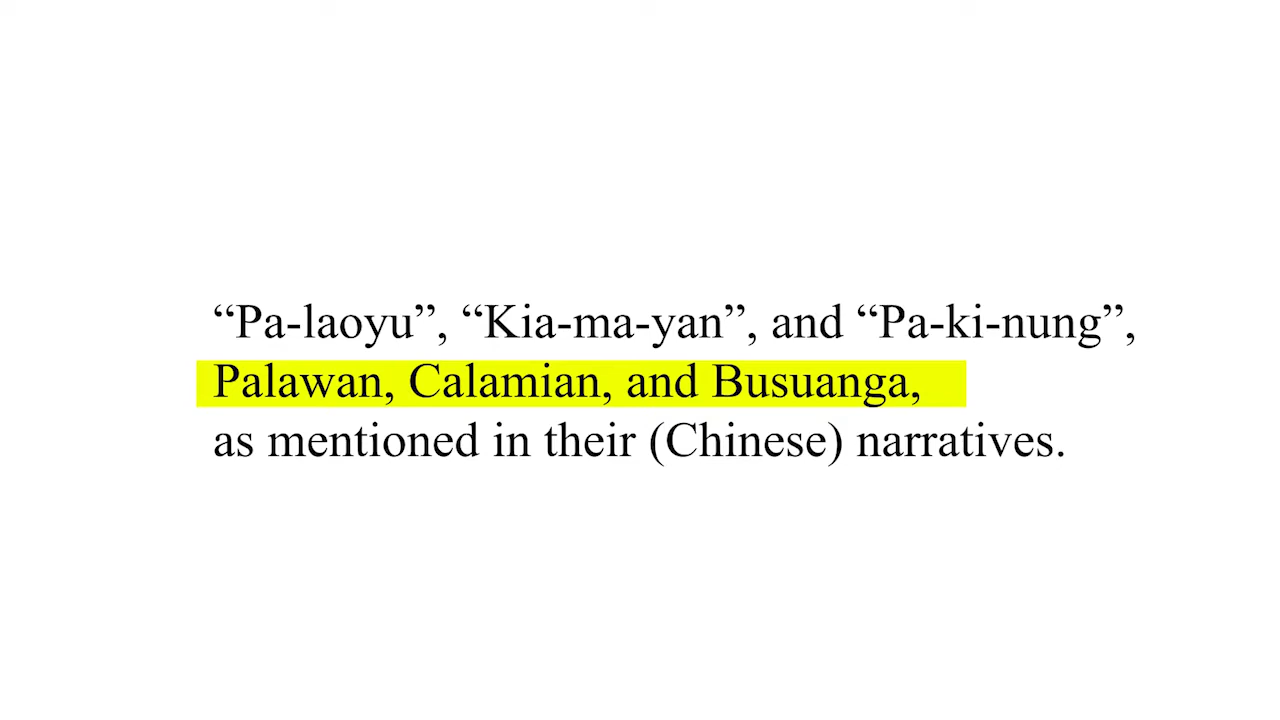 “Pa-laoyu”, “Kia-ma-yan”, and “Pa-ki-nung”,
Palawan, Calamian, and Busuanga,
as mentioned in their (Chinese) narratives.